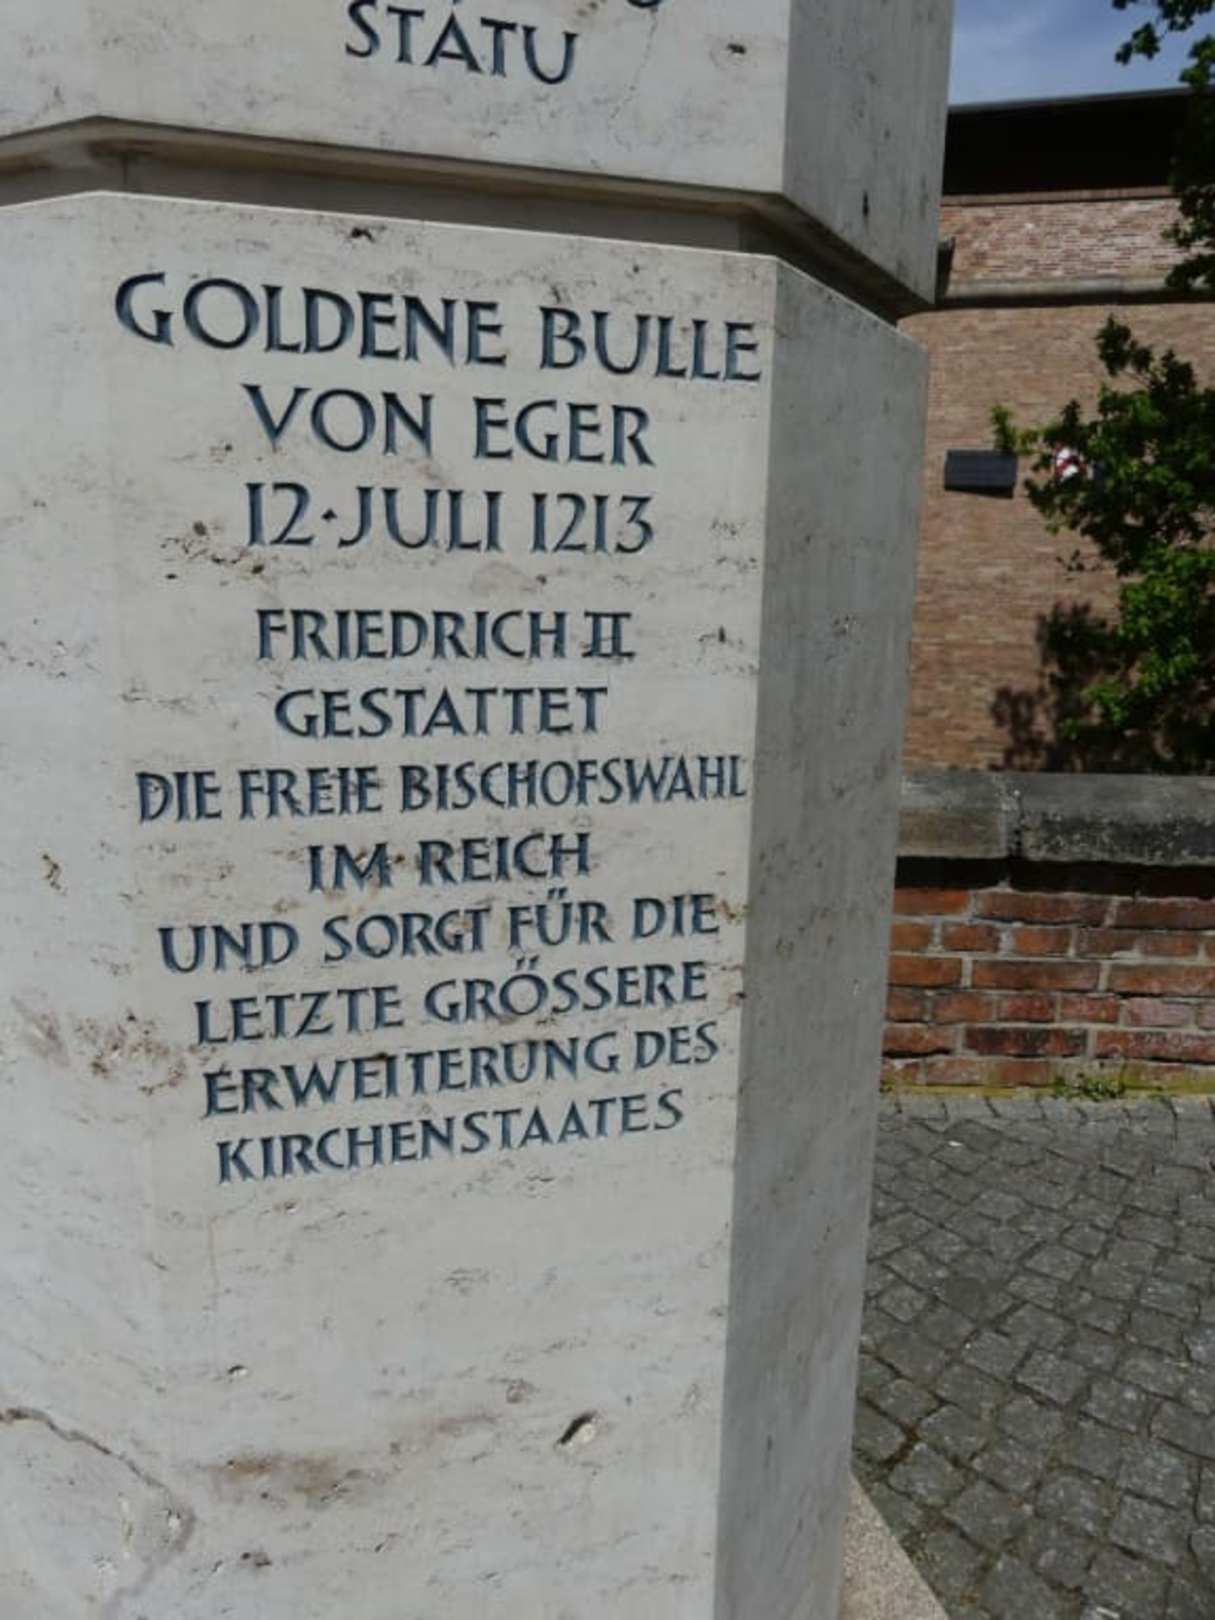 STATU
GOLDENE BULLE
VON EGER
12·JULI 1213
FRIEDRICH II
GESTATTET
DIE FREIE BISCHOFSWAHL
IM REICH
UND SORGT FÜR DIE
LETZTE GRÖSSERE
ERWEITERUNG DES
KIRCHENSTAATES